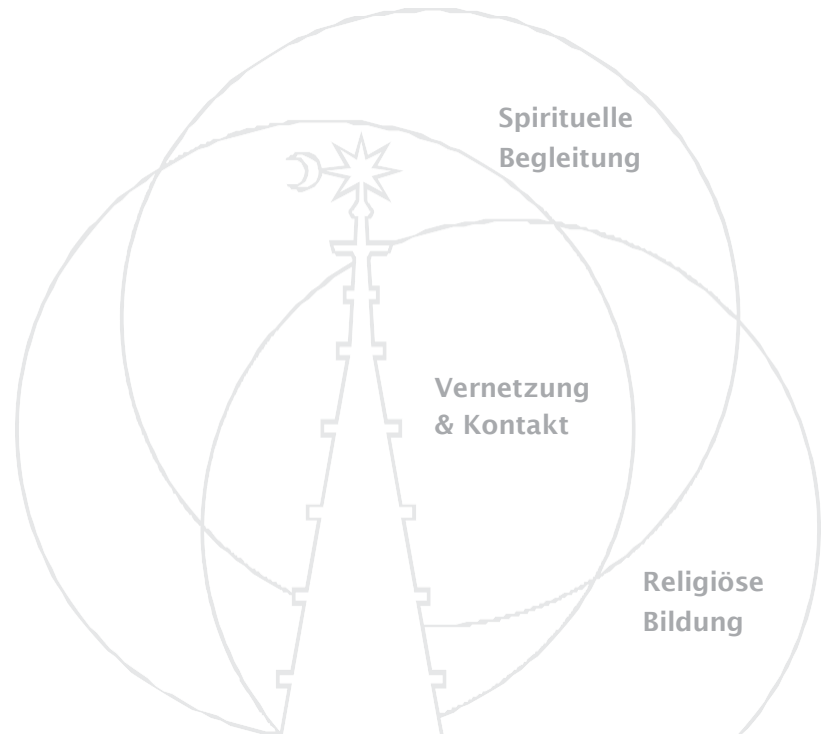 Spirituelle
Begleitung
Vernetzung
& Kontakt
Religiöse
Bildung